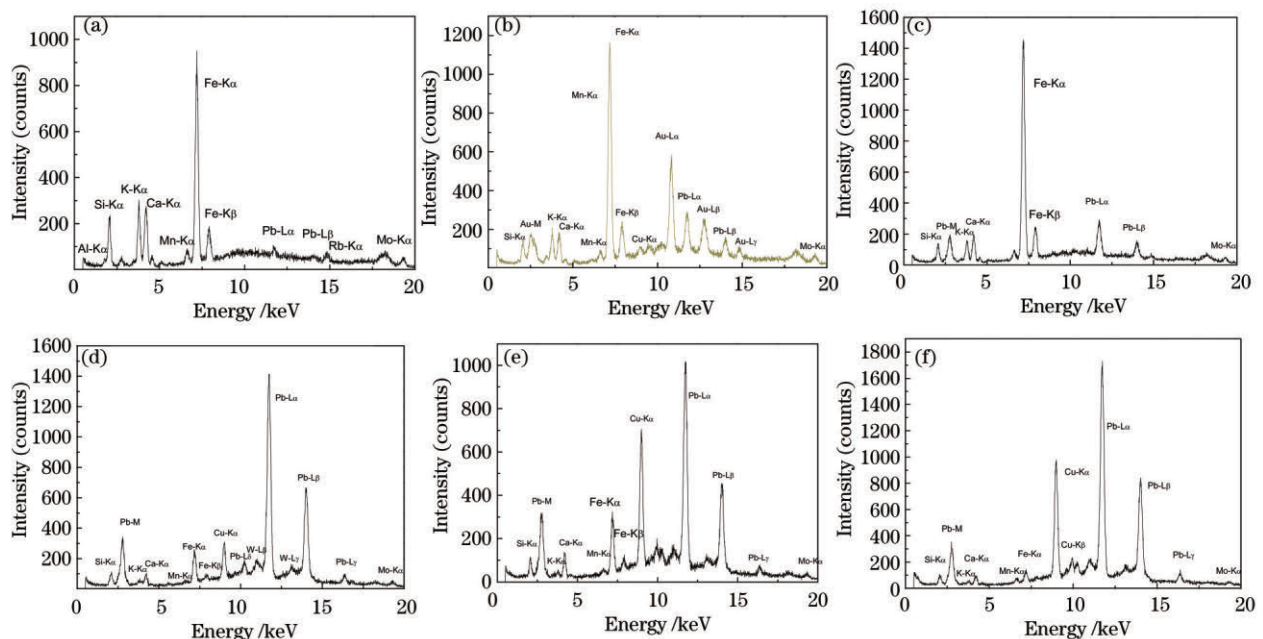 (a)
Intensity (counts)
1000
800
600
400
200
0
Al-Kα
Si-Kα
K-Kα
Ca-Kα
Mn-Kα
Fe-Kα
Fe-Kβ
Pb-Lα
Pb-Lβ
Rb-Kα
Mo-Kα
0 5 10 15 20
Energy /keV
(b)
Intensity (counts)
1200
1000
800
600
400
200
Si-Kα
Au-M
K-Kα
Ca-Kα
Mn-Kα
Mn-Kα
Fe-Kα
Fe-Kβ
Cu-Kα
Au-Lα
Pb-Lα
Au-Lβ
Pb-Lβ
Au-Lγ
Mo-Kα
0 5 10 15 20
Energy /keV
(c)
Intensity (counts)
1600
1400
1200
1000
800
600
400
200
0
Si-Kα
Pb-M
K-Kα
Ca-Kα
Fe-Kα
Fe-Kβ
Pb-Lα
Pb-Lβ
Mo-Kα
0 5 10 15 20
Energy /keV
(d)
Intensity (counts)
1600
1400
1200
1000
800
600
400
200
0
Si-Kα
Pb-M
K-Kα
Ca-Kα
Mn-Kα
Fe-Kα
Fe-Kβ
Cu-Kα
Pb-Lδ
W-Lβ
Pb-Lα
W-Lγ
Pb-Lβ
Pb-Lγ
Mo-Kα
0 5 10 15 20
Energy /keV
(e)
Intensity (counts)
1000
800
600
400
200
0
Si-Kα
Pb-M
Ca-Kα
K-Kα
Mn-Kα
Fe-Kα
Fe-Kβ
Cu-Kα
Pb-Lα
Pb-Lβ
Pb-Lγ
Mo-Kα
0 5 10 15 20
Energy /keV
(f)
Intensity (counts)
1800
1600
1400
1200
1000
800
600
400
200
0
Si-Kα
Pb-M
K-Kα
Ca-Kα
Mn-Kα
Fe-Kα
Cu-Kα
Cu-Kβ
Pb-Lα
Pb-Lβ
Pb-Lγ
Mo-Kα
0 5 10 15 20
Energy /keV